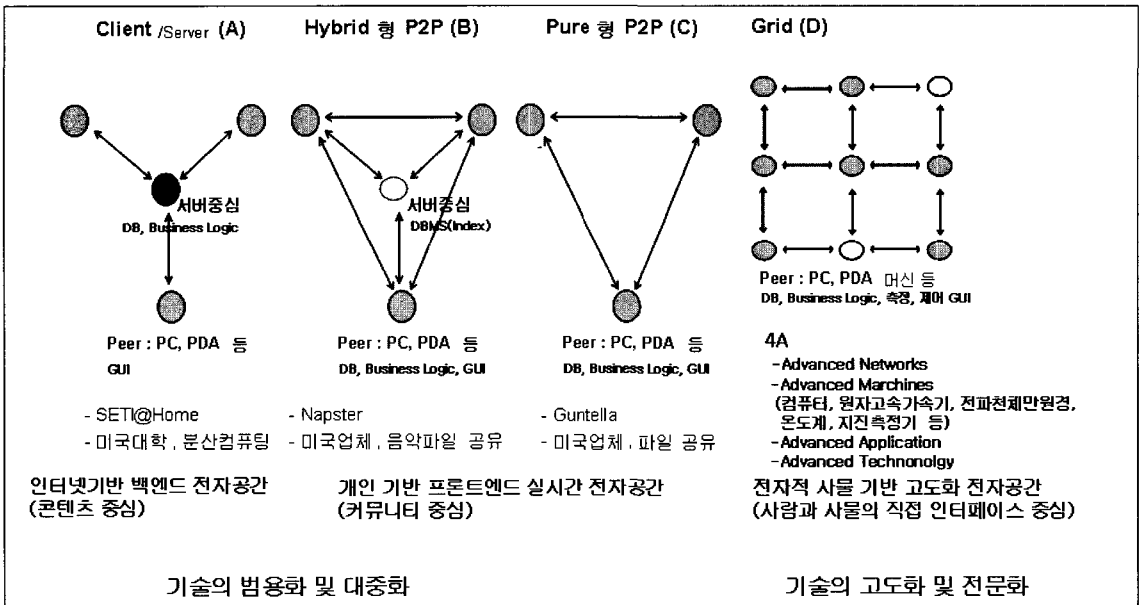 Client /Server (A)
Hybrid 형 P2P (B)
Pure 형 P2P (C)
Grid (D)
서버중심
DB, Business Logic
Peer : PC, PDA 등
GUI
- SETI@Home
- 미국대학 , 분산컴퓨팅
인터넷기반 백엔드 전자공간
(콘텐츠 중심)
서버중심
DBMS(Index)
Peer : PC, PDA 등
DB, Business Logic, GUI
- Napster
- 미국업체 , 음악파일 공유
Peer : PC, PDA 등
DB, Business Logic, GUI
- Guntella
- 미국업체 , 파일 공유
개인 기반 프론트엔드 실시간 전자공간
(커뮤니티 중심)
Peer : PC, PDA 머신 등
DB, Business Logic, 측정, 제어 GUI
4A
-Advanced Networks
-Advanced Marchines
(컴퓨터, 원자고속가속기, 전파천체만원경,
온도계, 지진측정기 등)
-Advanced Application
-Advanced Technonolgy
전자적 사물 기반 고도화 전자공간
(사람과 사물의 직접 인터페이스 중심)
기술의 범용화 및 대중화
기술의 고도화 및 전문화